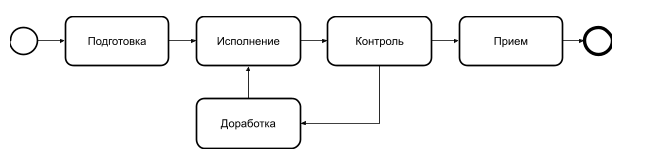 Подготовка
Исполнение
Контроль
Прием
Доработка